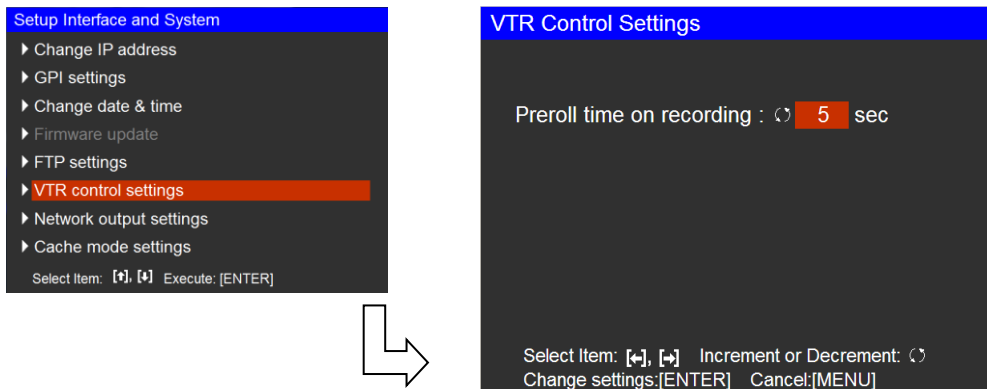 Setup Interface and System
Change IP address
GPI settings
Change date & time
Firmware update
FTP settings
VTR control settings
Network output settings
Cache mode settings
Select Item: [↑], [↓] Execute: [ENTER]
VTR Control Settings
Preroll time on recording : 5 sec
Select Item: [←], [→] Increment or Decrement:
Change settings:[ENTER] Cancel:[MENU]